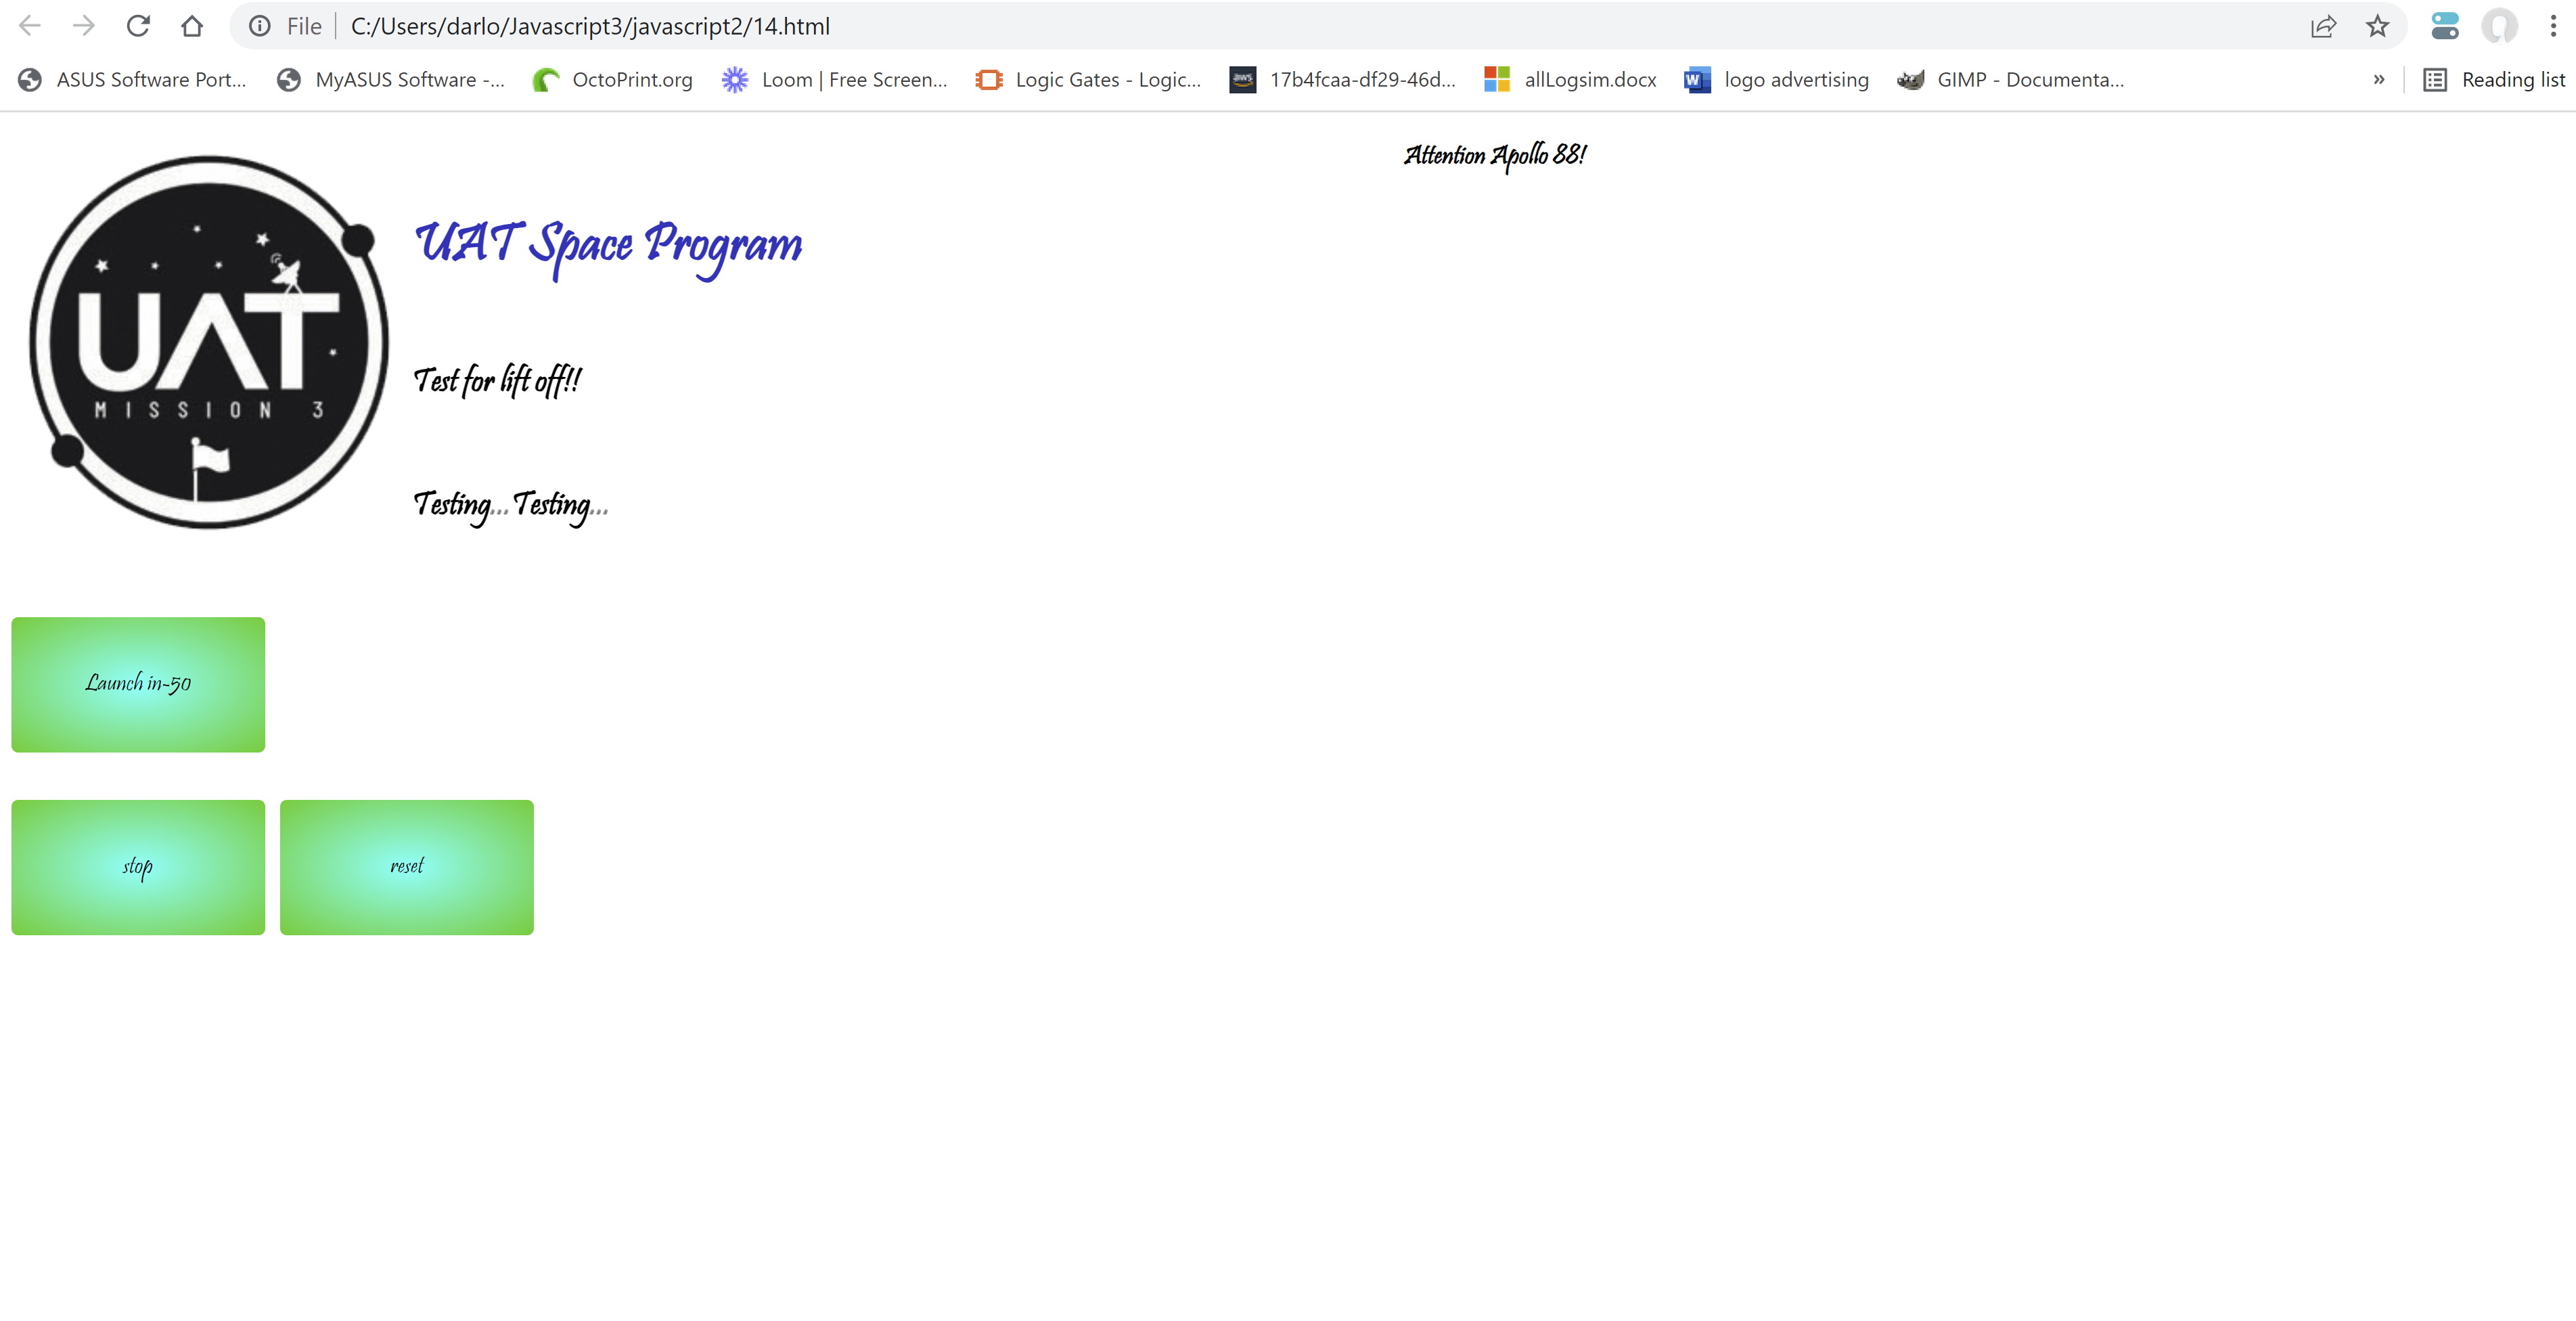 File C:/Users/darlo/Javascript3/javascript2/14.html
ASUS Software Port... MyASUS Software -... OctoPrint.org Loom | Free Screen... Logic Gates - Logic... 17b4fcaa-df29-46d... allLogsim.docx logo advertising GIMP - Documenta... » Reading list
Attention Apollo 88!
UAT Space Program
UAT
MISSION 3
Test for lift off!!
Testing... Testing...
Launch in-50
stop reset